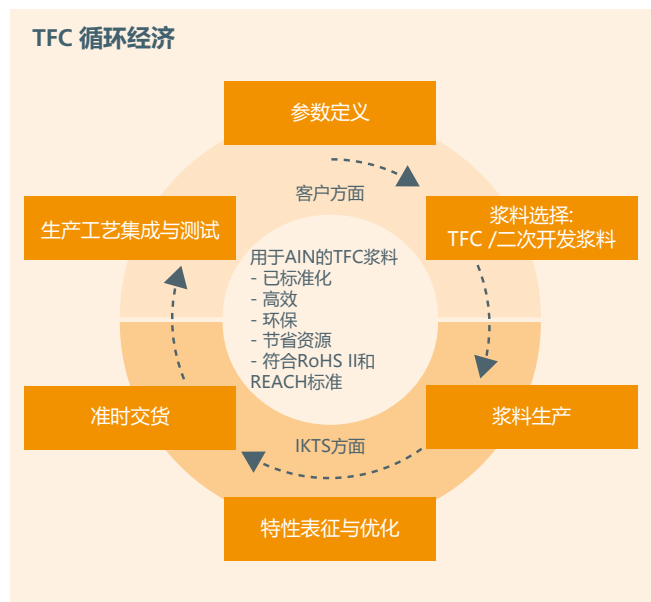 TFC 循环经济
参数定义
客户方面
生产工艺集成与测试
浆料选择:
TFC /二次开发浆料
用于AlN的TFC浆料
- 已标准化
- 高效
- 环保
- 节省资源
- 符合RoHS II和
REACH标准
准时交货
浆料生产
IKTS方面
特性表征与优化